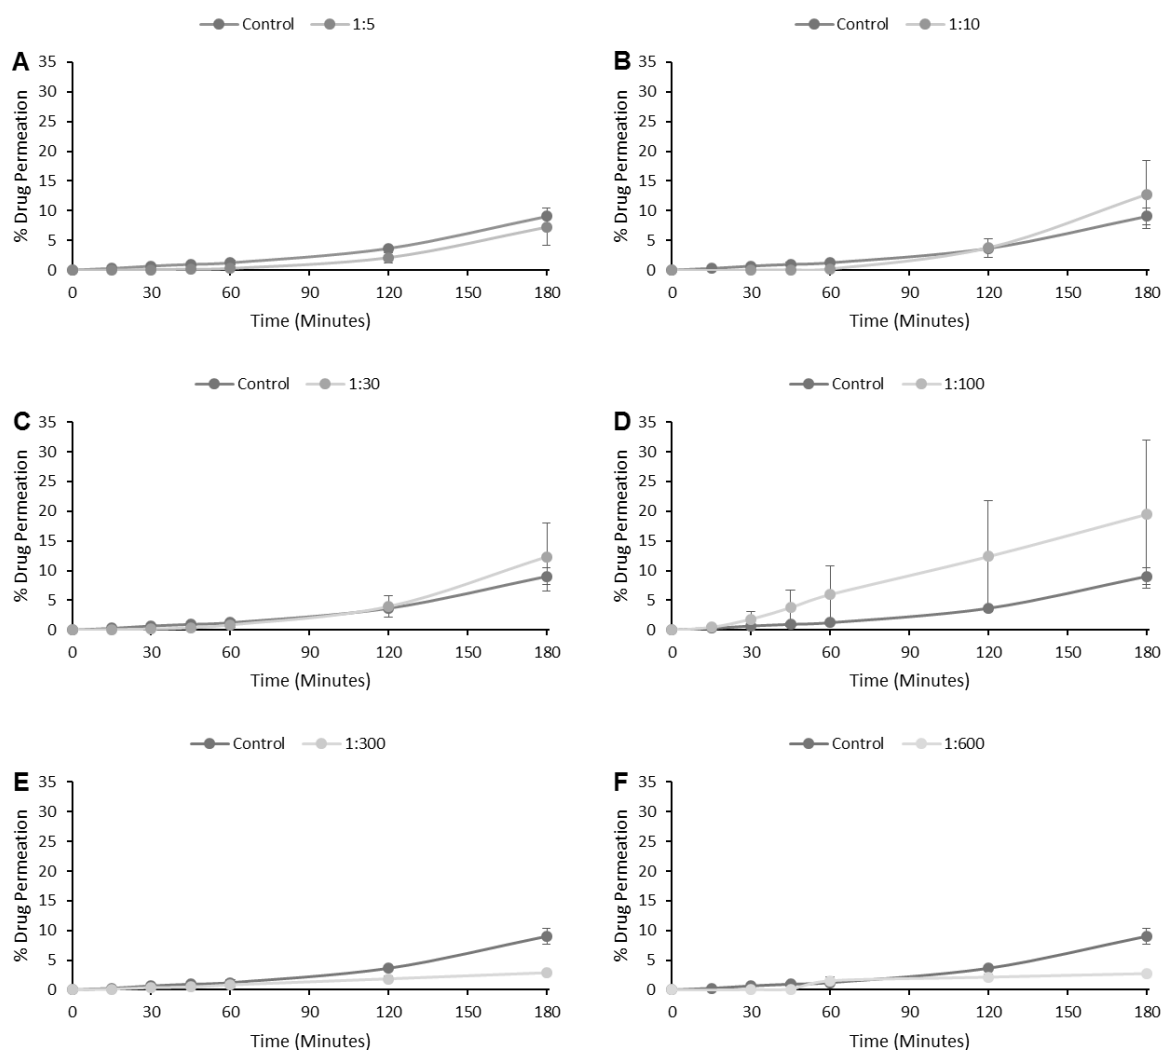 Control 1:5
A
35
30
25
20
15
10
5
0
% Drug Permeation
0 30 60 90 120 150 180
Time (Minutes)
Control 1:10
B
35
30
25
20
15
10
5
0
% Drug Permeation
0 30 60 90 120 150 180
Time (Minutes)
Control 1:30
C
35
30
25
20
15
10
5
0
% Drug Permeation
0 30 60 90 120 150 180
Time (Minutes)
Control 1:100
D
35
30
25
20
15
10
5
0
% Drug Permeation
0 30 60 90 120 150 180
Time (Minutes)
Control 1:300
E
35
30
25
20
15
10
5
0
% Drug Permeation
0 30 60 90 120 150 180
Time (Minutes)
Control 1:600
F
35
30
25
20
15
10
5
0
% Drug Permeation
0 30 60 90 120 150 180
Time (Minutes)